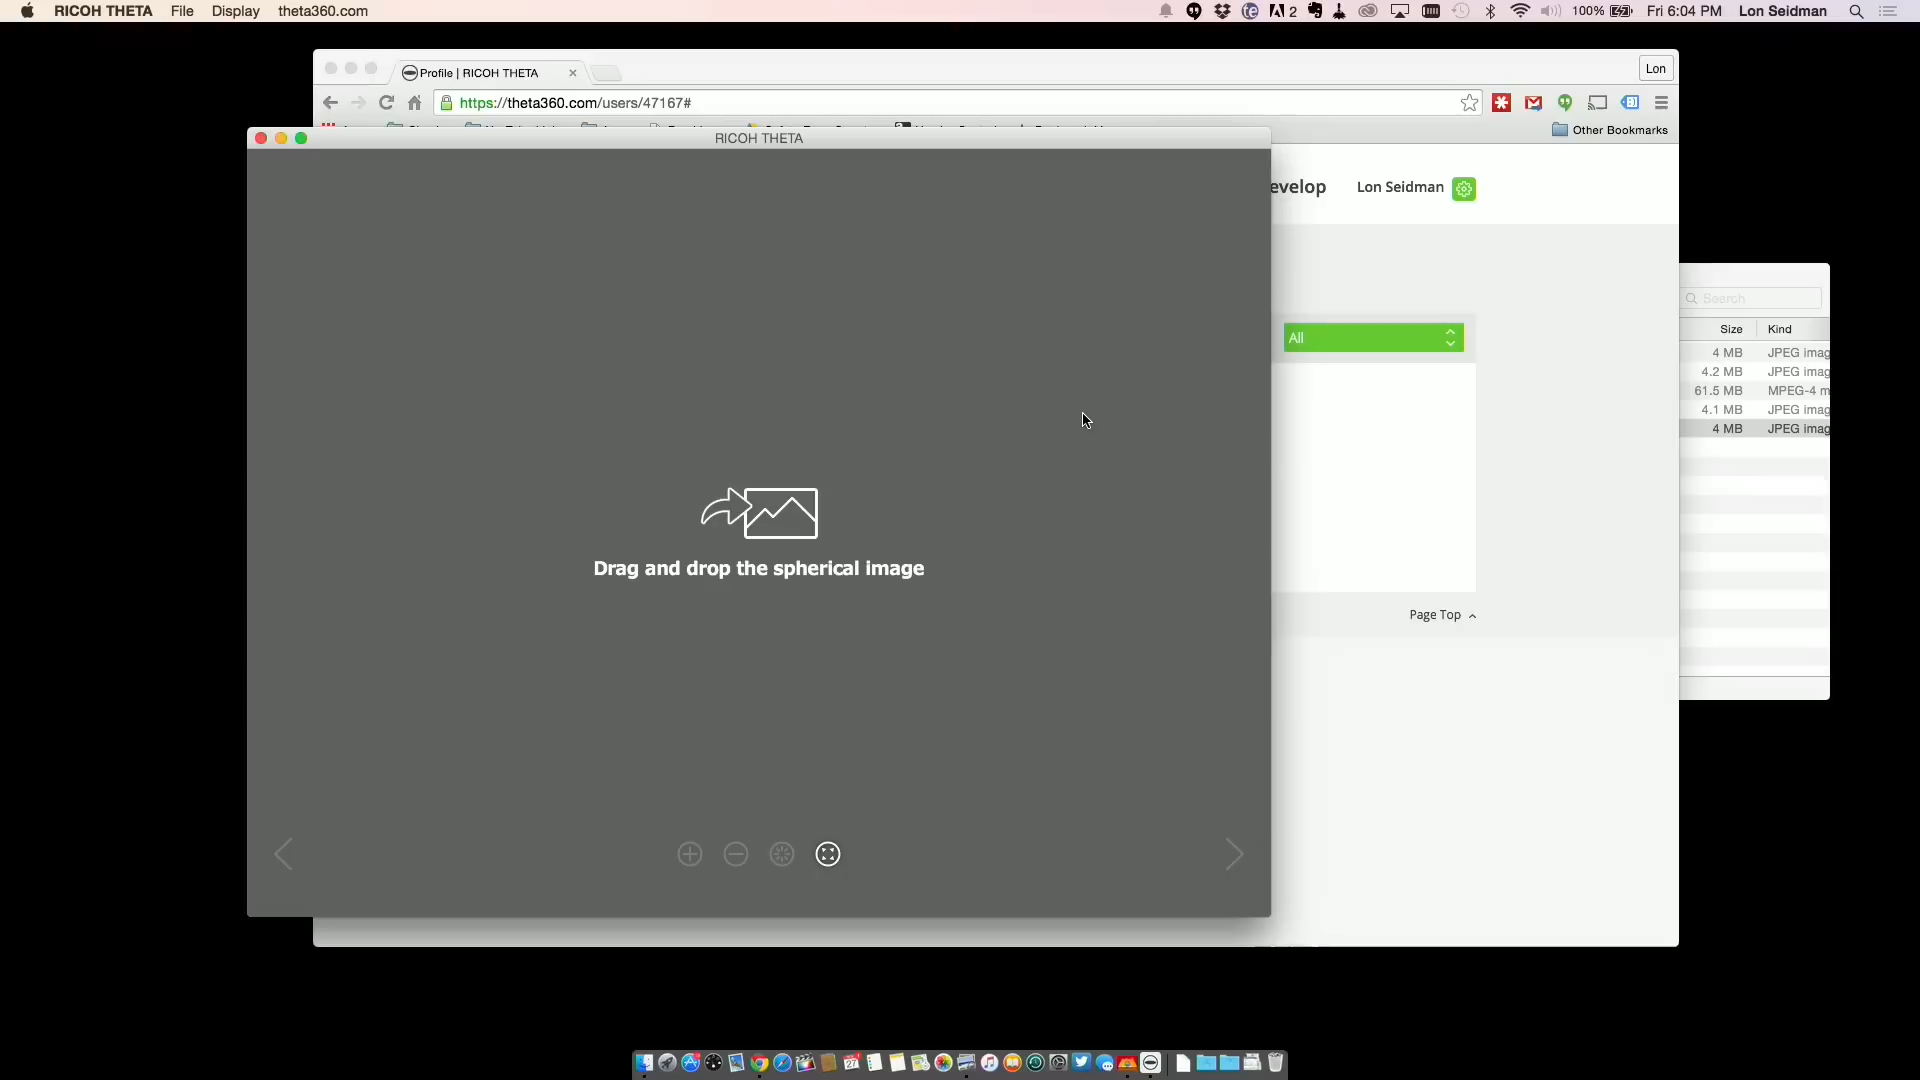 RICOH THETA File Display theta360.com 2 100% Fri 6:04 PM Lon Seidman
Profile | RICOH THETA Lon
https://theta360.com/users/47167#
Other Bookmarks
RICOH THETA
evelop Lon Seidman
Search
All
Size Kind
4 MB JPEG imag
4.2 MB JPEG imag
61.5 MB MPEG-4 m
4.1 MB JPEG imag
4 MB JPEG imag
Drag and drop the spherical image
Page Top
27